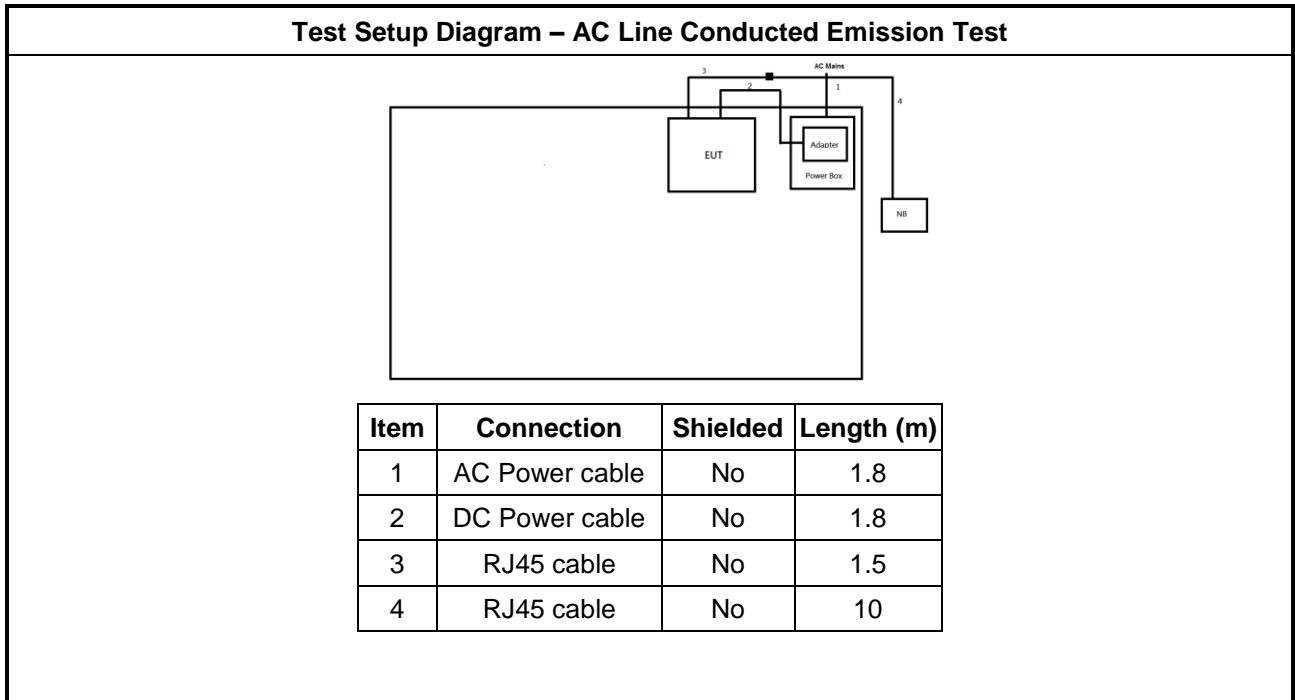 Test Setup Diagram – AC Line Conducted Emission Test
AC Mains
3
2
1
4
EUT
Adapter
Power Box
NB
Item Connection Shielded Length (m)
1 AC Power cable No 1.8
2 DC Power cable No 1.8
3 RJ45 cable No 1.5
4 RJ45 cable No 10